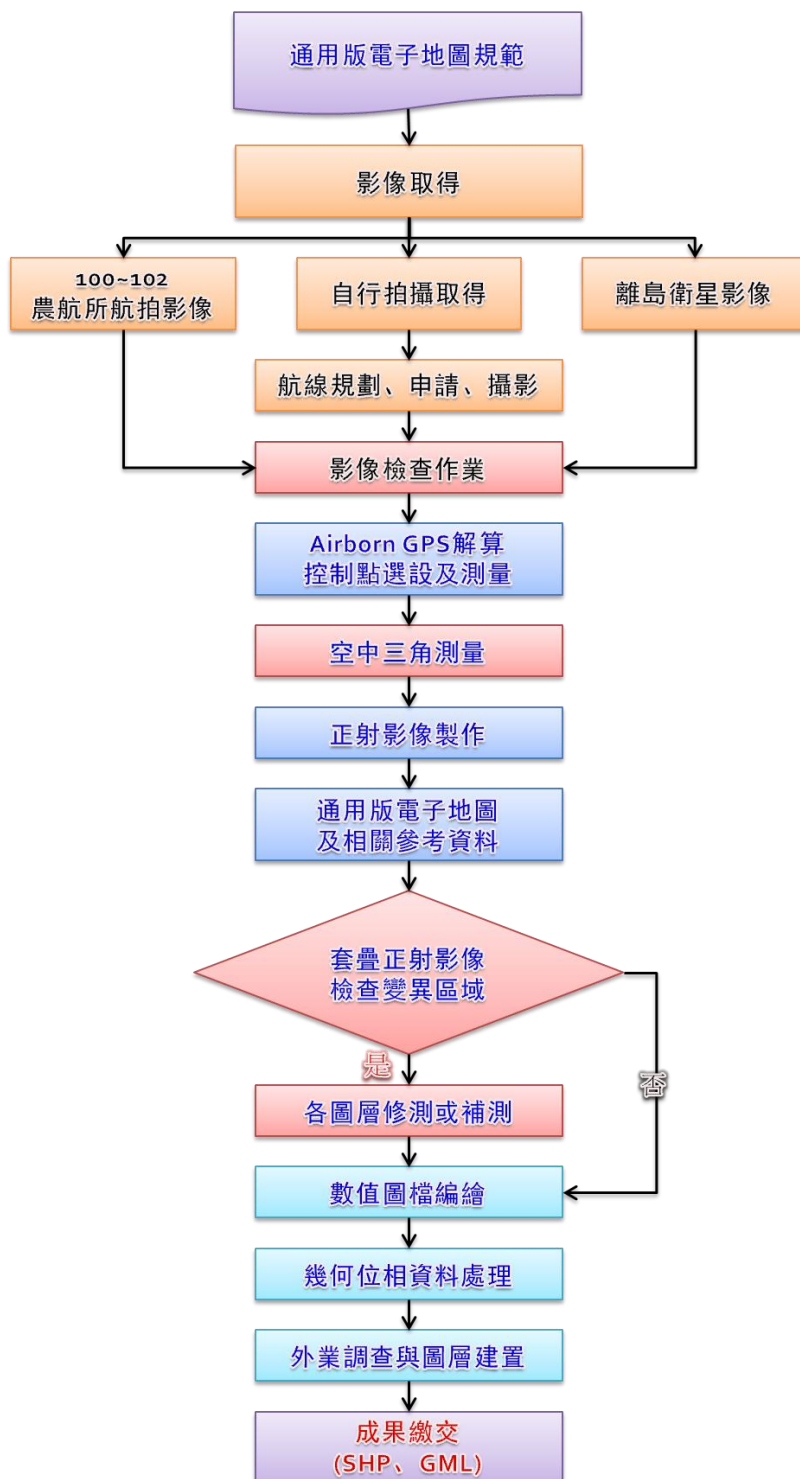 通用版電子地圖規範
影像取得
100~102
農航所航拍影像
自行拍攝取得
離島衛星影像
航線規劃、申請、攝影
影像檢查作業
Airborn GPS解算
控制點選設及測量
空中三角測量
正射影像製作
通用版電子地圖
及相關參考資料
套疊正射影像
檢查變異區域
是
否
各圖層修測或補測
數值圖檔編繪
幾何位相資料處理
外業調查與圖層建置
成果繳交
(SHP、GML)